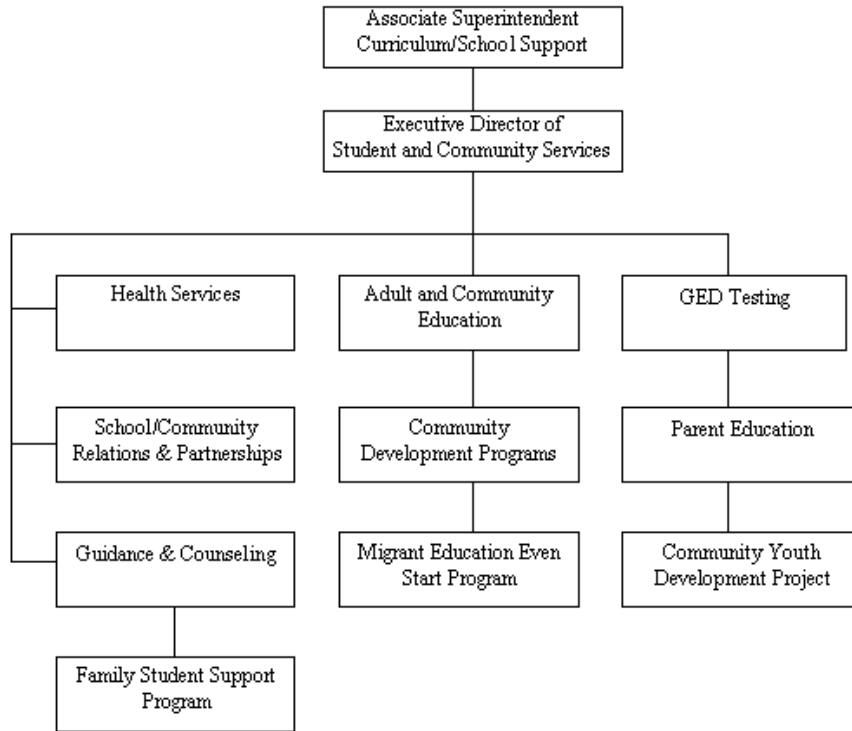 Associate Superintendent
Curriculum/School Support
Executive Director of
Student and Community Services
Health Services
Adult and Community
Education
GED Testing
School/Community
Relations & Partnerships
Community
Development Programs
Parent Education
Guidance & Counseling
Migrant Education Even
Start Program
Community Youth
Development Project
Family Student Support
Program